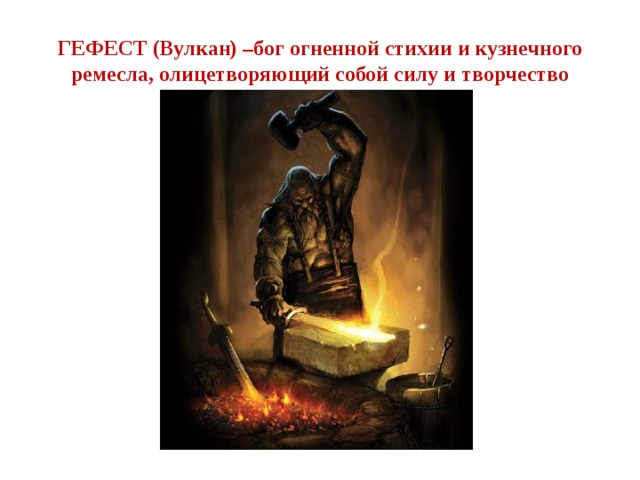 ГЕФЕСТ (Вулкан) –бог огненной стихии и кузнечного
ремесла, олицетворяющий собой силу и творчество